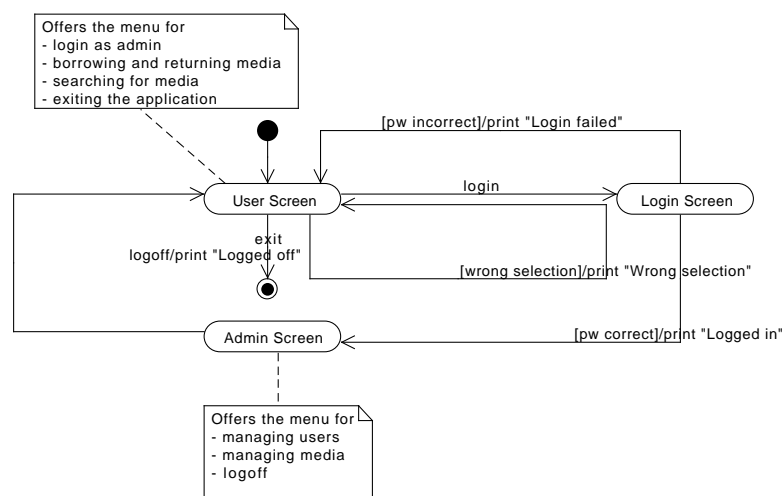 Offers the menu for
- login as admin
- borrowing and returning media
- searching for media
- exiting the application
[pw incorrect]/print "Login failed"
login
User Screen
Login Screen
exit
logoff/print "Logged off"
[wrong selection]/print "Wrong selection"
Admin Screen
[pw correct]/print "Logged in"
Offers the menu for
- managing users
- managing media
- logoff